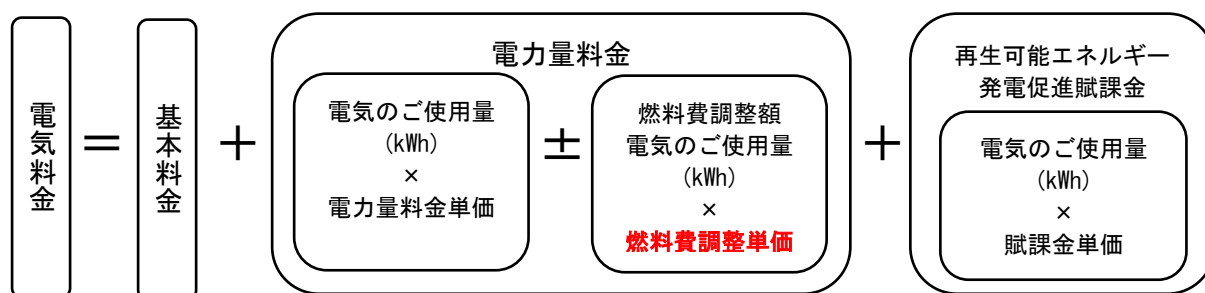 電気料金
＝
基本料金
＋
電力量料金
電気のご使用量
(kWh)
×
電力量料金単価
±
燃料費調整額
電気のご使用量
(kWh)
×
燃料費調整単価
＋
再生可能エネルギー
発電促進賦課金
電気のご使用量
(kWh)
×
賦課金単価